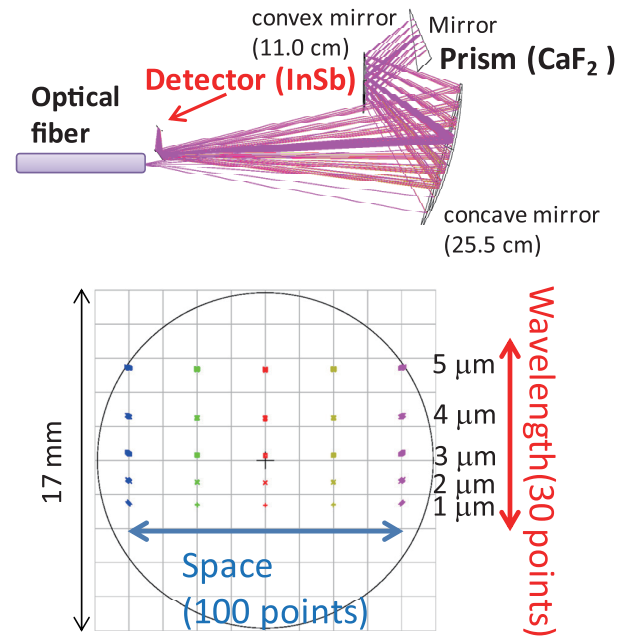 convex mirror
(11.0 cm)
Mirror
Prism (CaF2 )
Detector (InSb)
Optical
fiber
concave mirror
(25.5 cm)
17 mm
5 μm
4 μm
3 μm
2 μm
1 μm
Wavelength(30 points)
Space
(100 points)